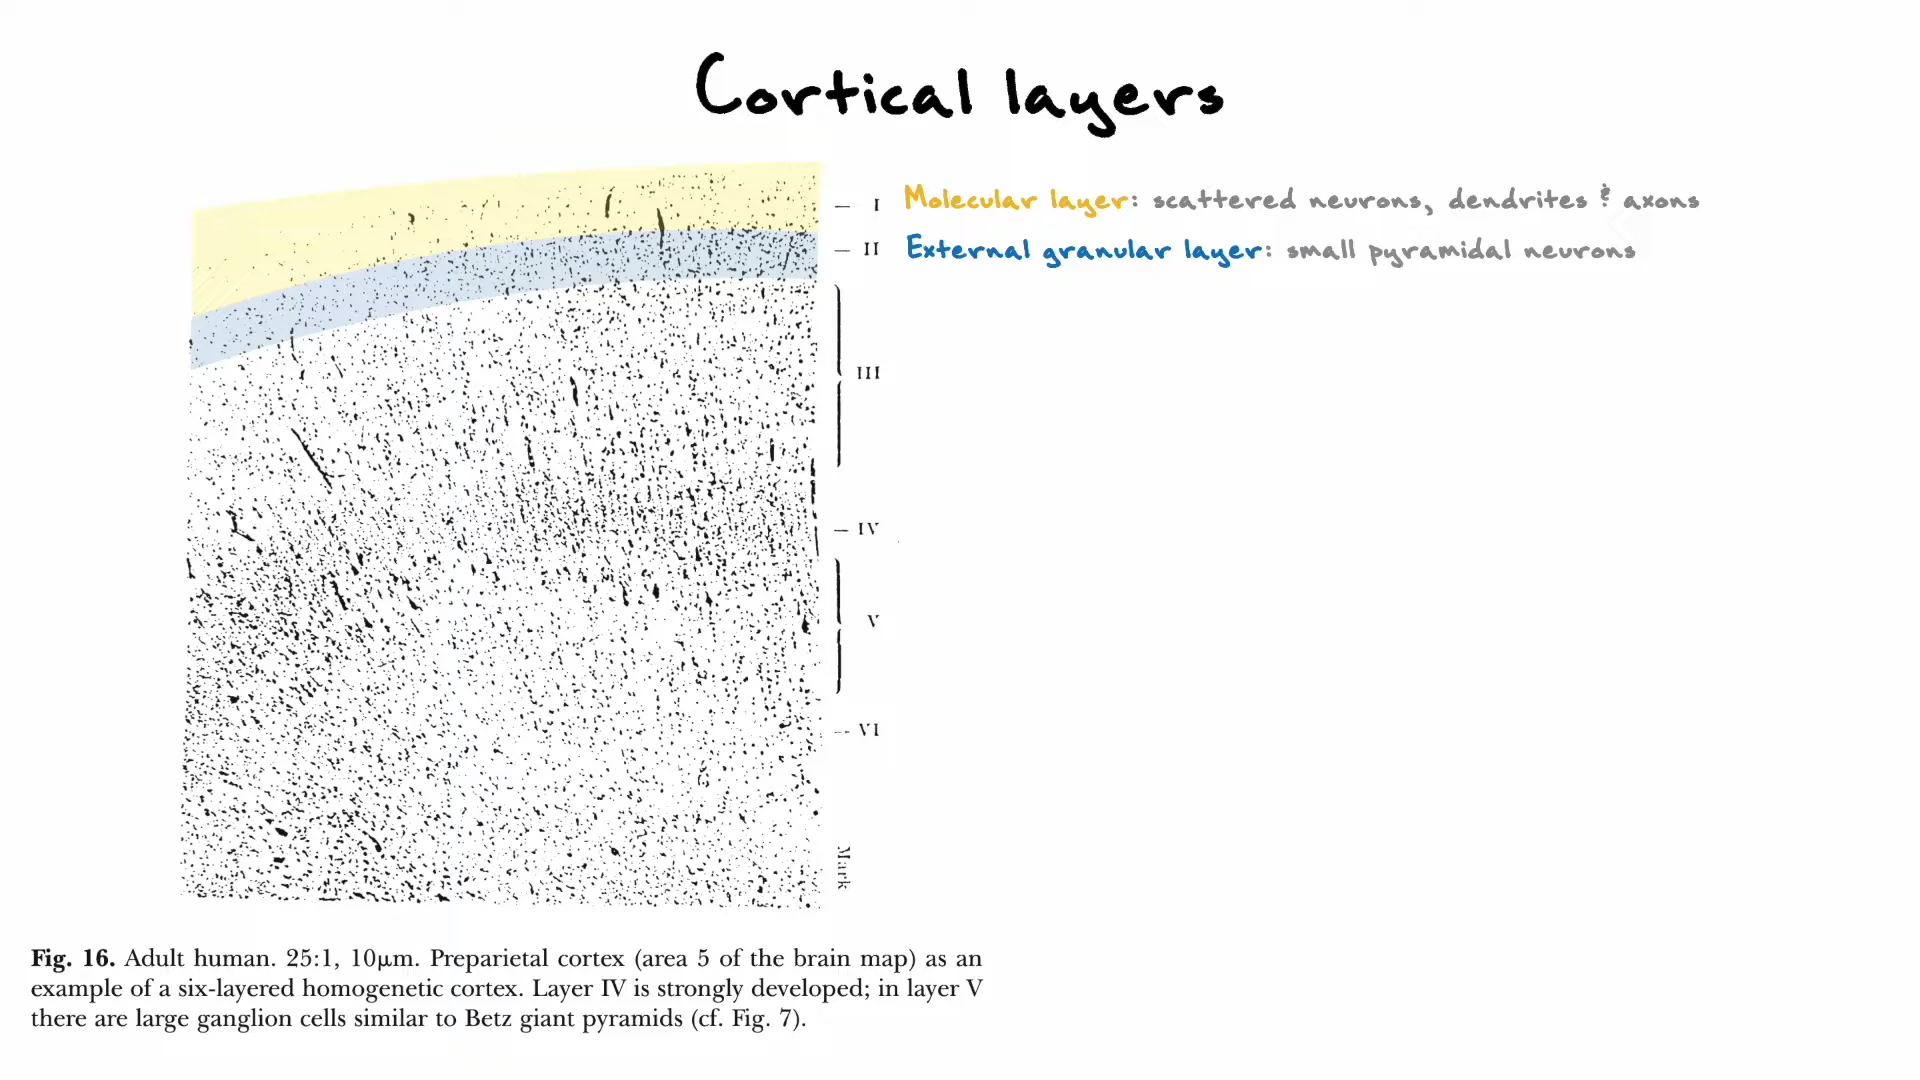 Cortical layers
I Molecular layer: scattered neurons, dendrites & axons
II External granular layer: small pyramidal neurons
III
IV
V
VI
Mark
Fig. 16. Adult human. 25:1, 10μm. Preparietal cortex (area 5 of the brain map) as an
example of a six-layered homogenetic cortex. Layer IV is strongly developed; in layer V
there are large ganglion cells similar to Betz giant pyramids (cf. Fig. 7).